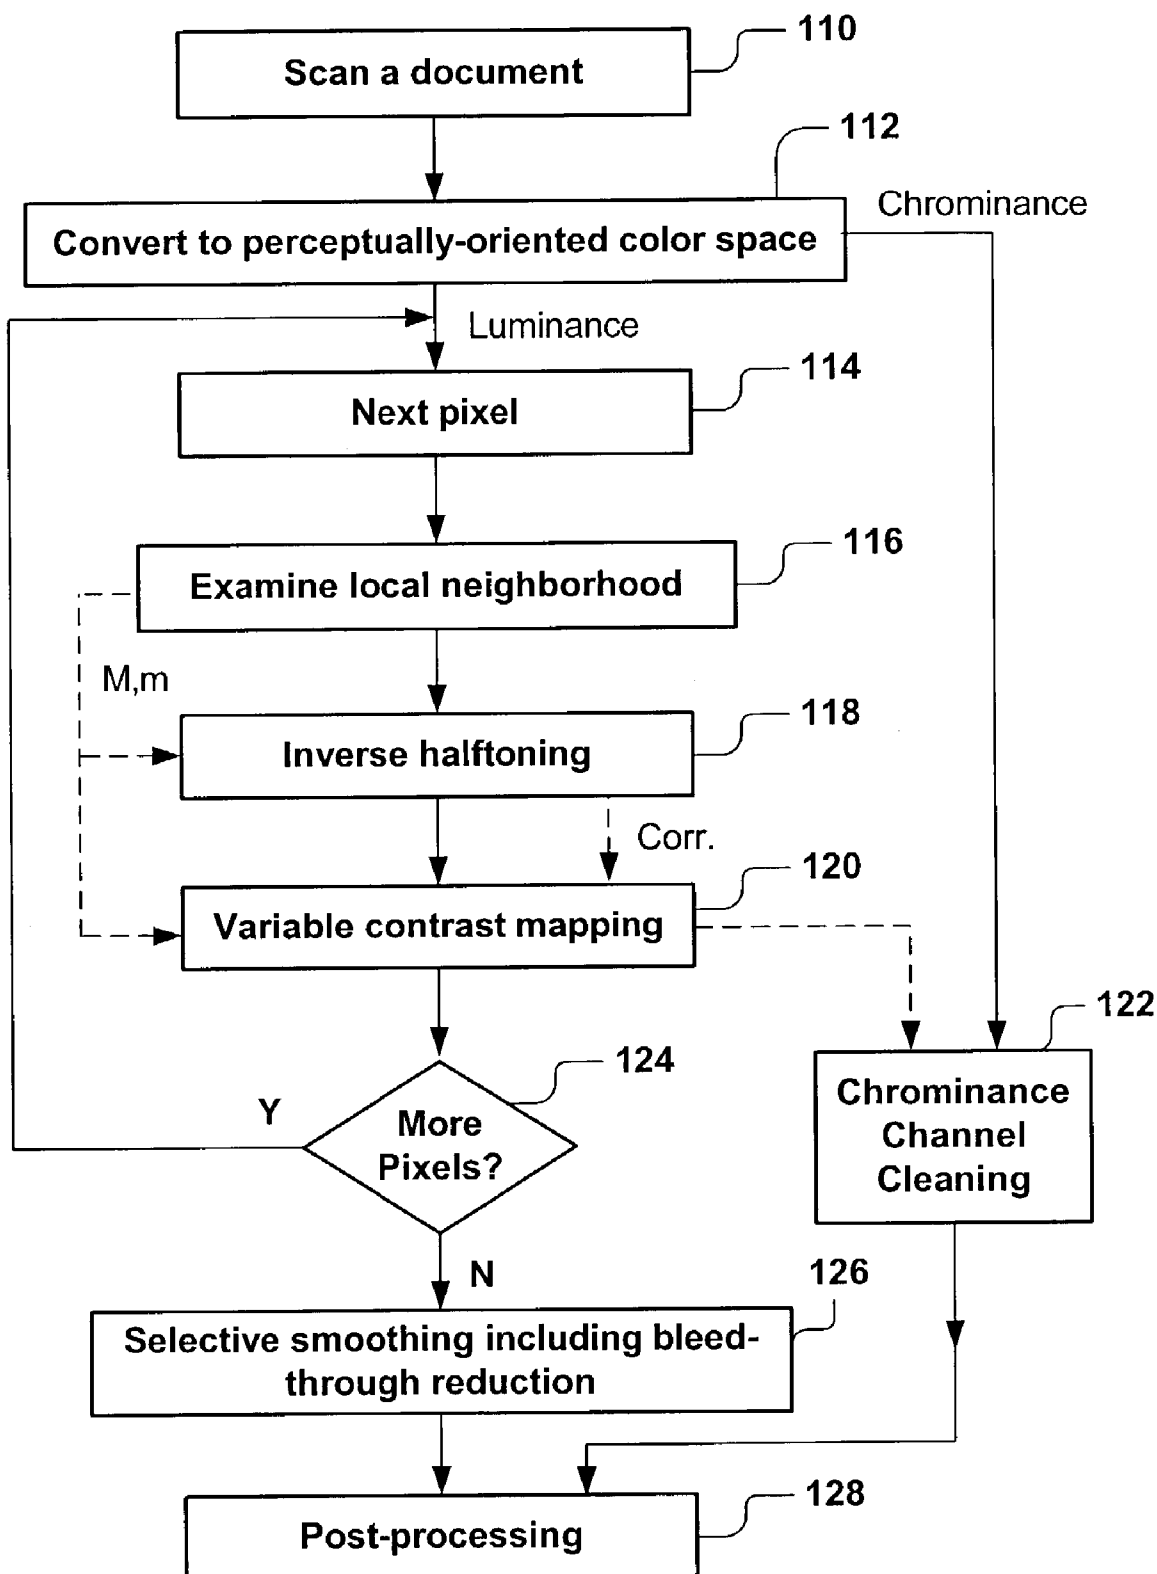 110
Scan a document
112
Chrominance
Convert to perceptually-oriented color space
Luminance
114
Next pixel
116
Examine local neighborhood
M,m
118
Inverse halftoning
Corr.
120
Variable contrast mapping
122
124
Chrominance
Channel
Cleaning
Y
More
Pixels?
N
126
Selective smoothing including bleed-
through reduction
128
Post-processing